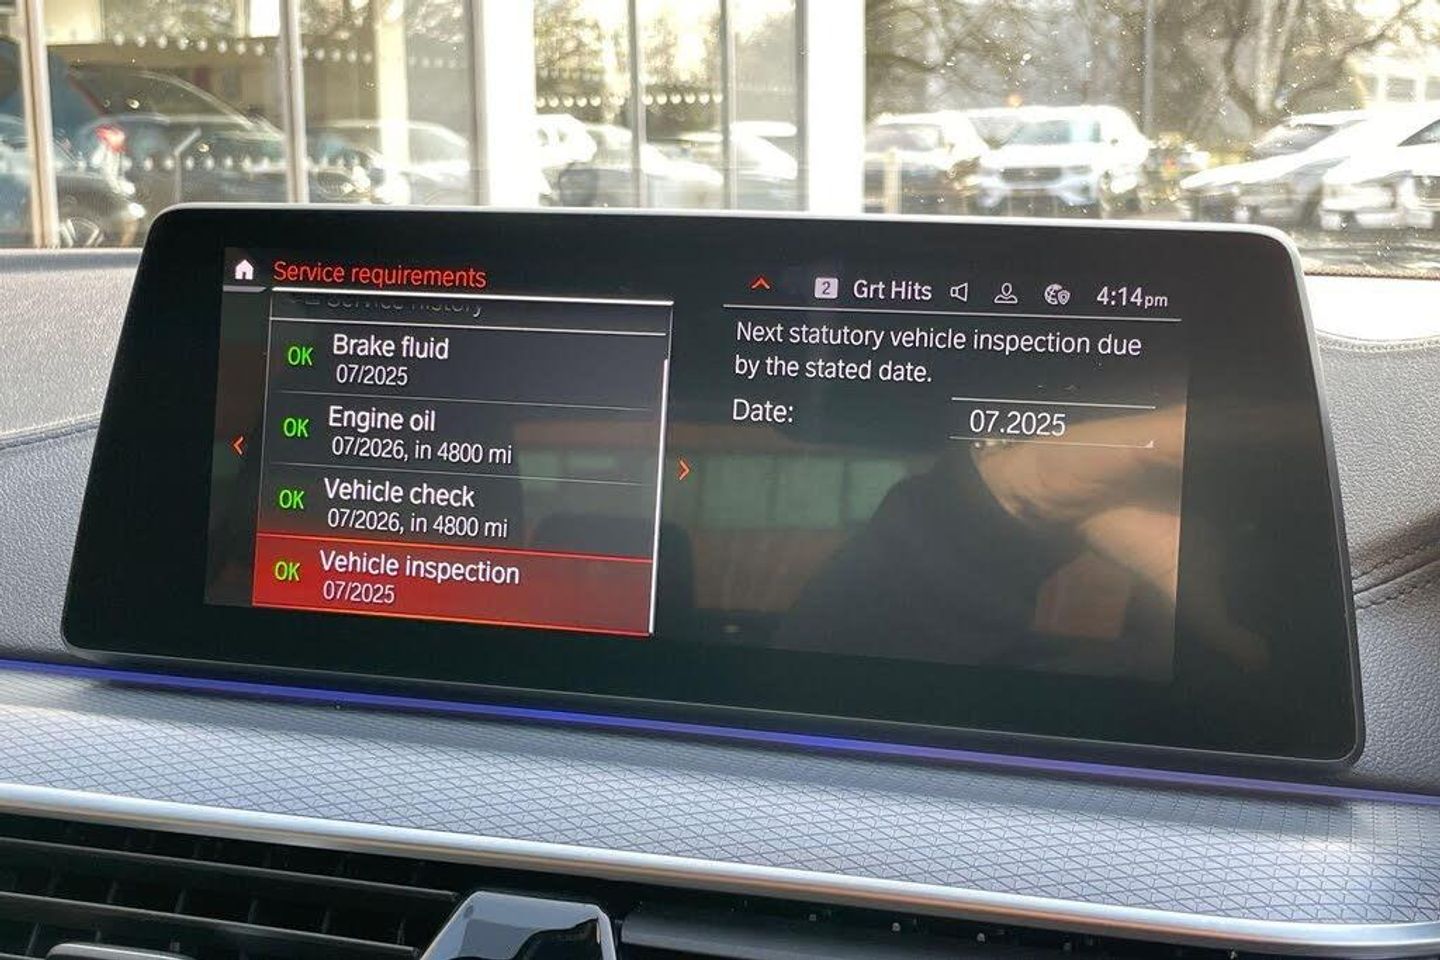 Service requirements
Service history
OK Brake fluid
07/2025
OK Engine oil
07/2026, in 4800 mi
OK Vehicle check
07/2026, in 4800 mi
OK Vehicle inspection
07/2025
2 Grt Hits 4:14pm
Next statutory vehicle inspection due
by the stated date.
Date: 07.2025